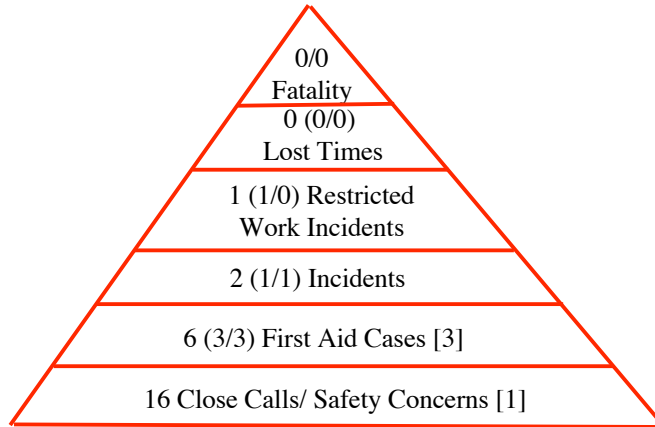 0/0
Fatality
0 (0/0)
Lost Times
1 (1/0) Restricted
Work Incidents
2 (1/1) Incidents
6 (3/3) First Aid Cases [3]
16 Close Calls/ Safety Concerns [1]